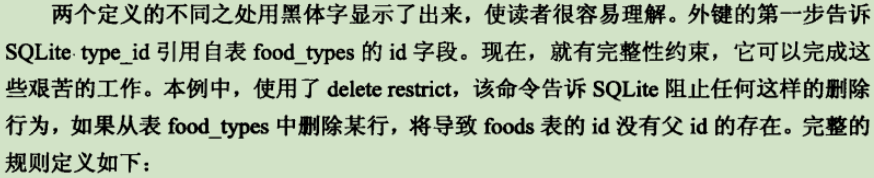 两个定义的不同之处用黑体字显示了出来，使读者很容易理解。外键的第一步告诉
SQLite type_id 引用自表 food_types 的 id 字段。现在，就有完整性约束，它可以完成这
些艰苦的工作。本例中，使用了 delete restrict，该命令告诉 SQLite 阻止任何这样的删除
行为，如果从表 food_types 中删除某行，将导致 foods 表的 id 没有父 id 的存在。完整的
规则定义如下：